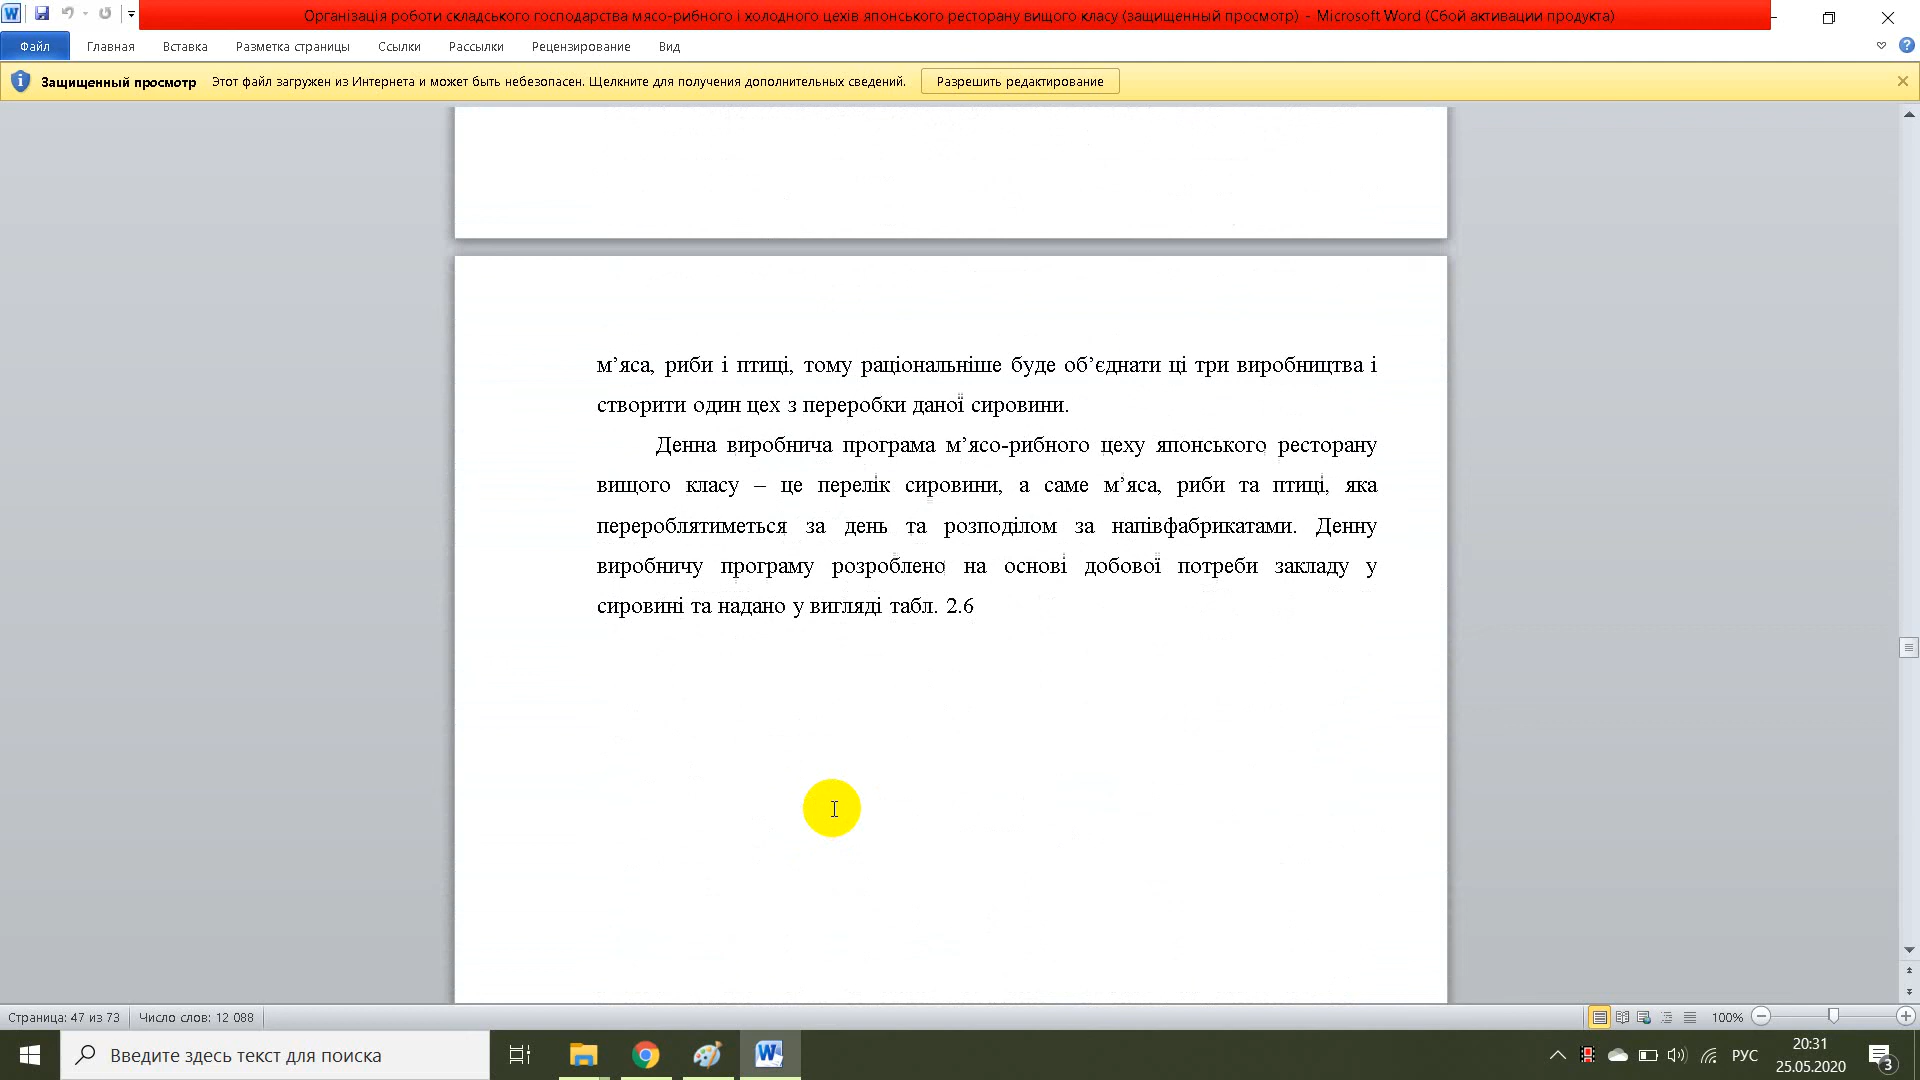 Організація роботи складського господарства мясо-рибного і холодного цехів японського ресторану вищого класу (защищенный просмотр) - Microsoft Word (Сбой активации продукта)
Файл Главная Вставка Разметка страницы Ссылки Рассылки Рецензирование Вид
Защищенный просмотр Этот файл загружен из Интернета и может быть небезопасен. Щелкните для получения дополнительных сведений. Разрешить редактирование
м’яса, риби і птиці, тому раціональніше буде об’єднати ці три виробництва і
створити один цех з переробки даної сировини.
Денна виробнича програма м’ясо-рибного цеху японського ресторану
вищого класу – це перелік сировини, а саме м’яса, риби та птиці, яка
перероблятиметься за день та розподілом за напівфабрикатами. Денну
виробничу програму розроблено на основі добової потреби закладу у
сировині та надано у вигляді табл. 2.6
Страница: 47 из 73 Число слов: 12 088 100%
Введите здесь текст для поиска РУС 20:31
25.05.2020 3